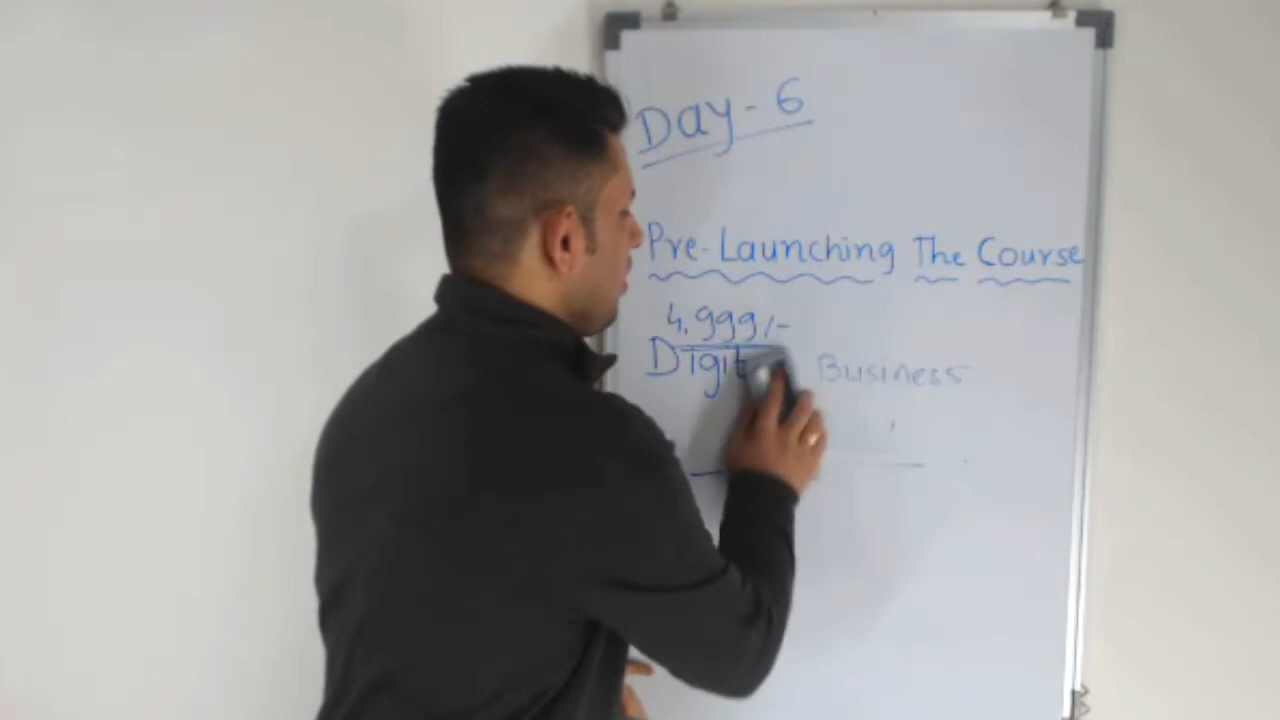 Day - 6
Pre-Launching The Course
4,999/-
Digit Business